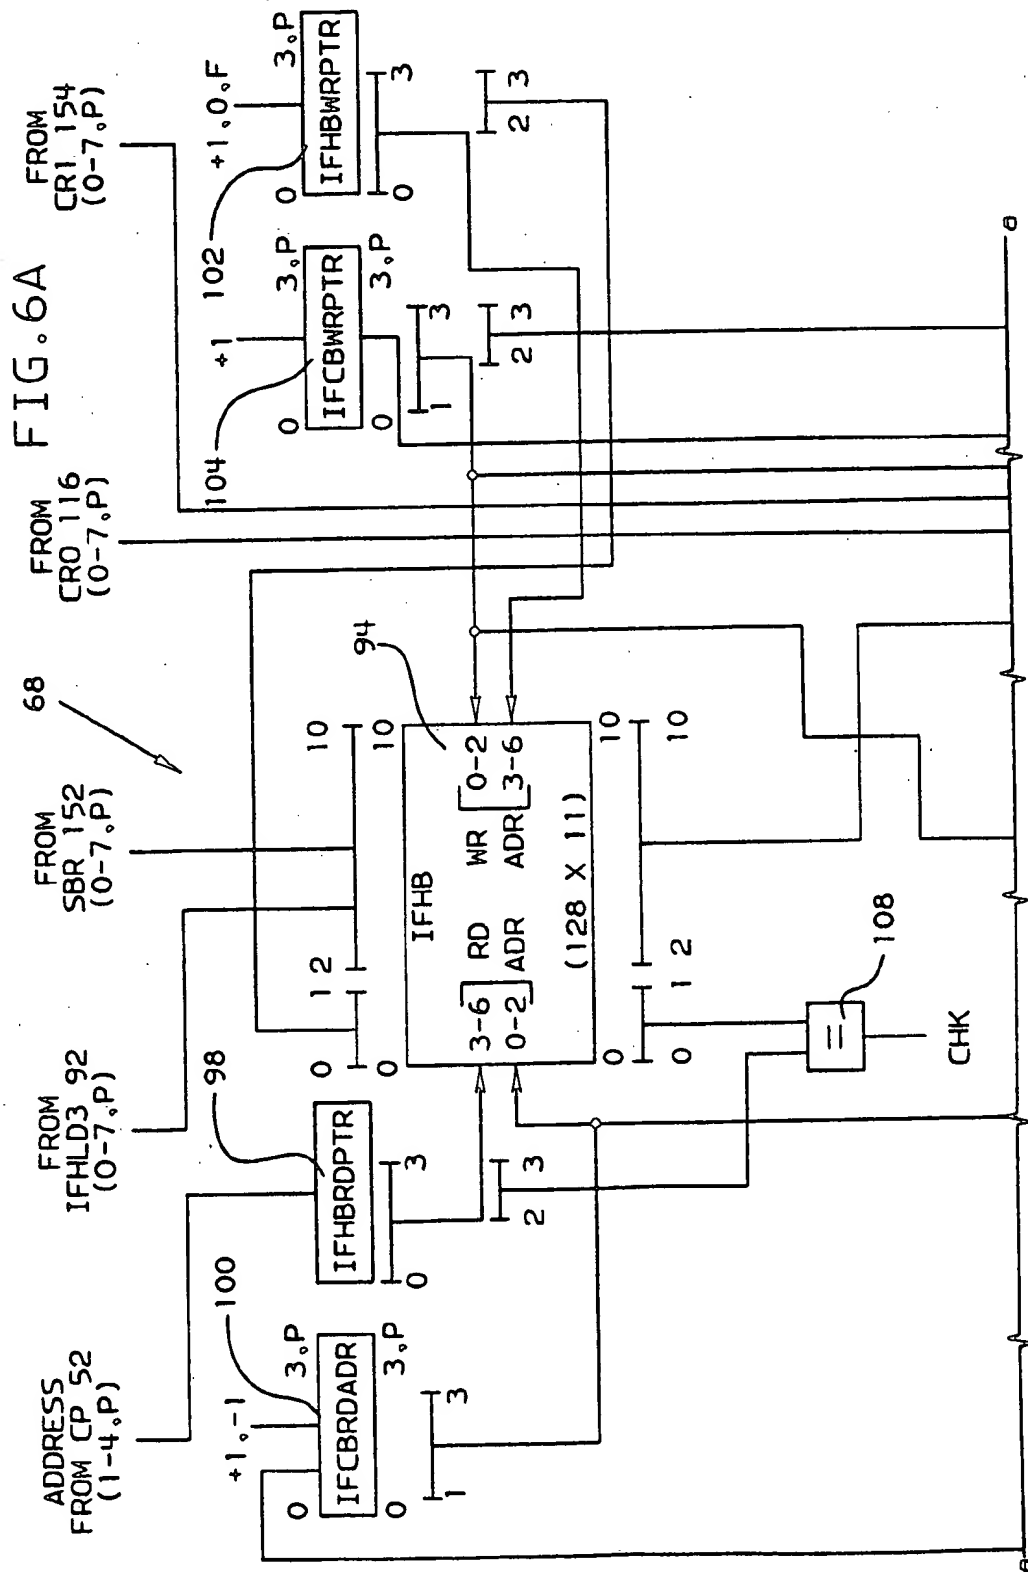 FIG.6A
68
ADDRESS
FROM CP 52
(1-4,P)
FROM
IFHLD3 92
(0-7,P)
FROM
SBR 152
(0-7,P)
FROM
CRO 116
(0-7,P)
FROM
CR1 154
(0-7,P)
+1,-1
100
0 3,P
IFCBRDADR
0 3,P
1 3
98
IFHBRDPTR
0 3
2 3
0 1 2 10
0 10
94
IFHB
3-6 RD WR 0-2
0-2 ADR ADR 3-6
(128 X 11)
0 10
0 1 2 10
=
108
CHK
104
+1
0 3,P
IFCBWRPTR
0 3,P
1 3
2 3
102
+1,0,F
0 3,P
IFHBWRPTR
0 3
2 3
a
a